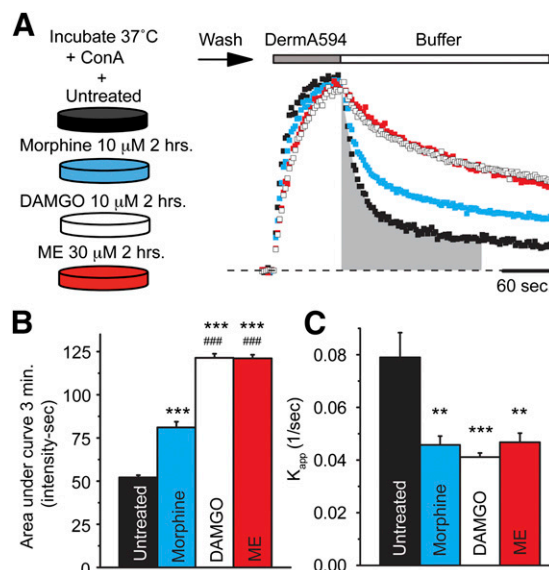 A
Incubate 37°C
+ ConA
+
Untreated
Morphine 10 μM 2 hrs.
DAMGO 10 μM 2 hrs.
ME 30 μM 2 hrs.
Wash
DermA594
Buffer
60 sec
B
Area under curve 3 min.
(intensity-sec)
125
100
75
50
25
0
Untreated
***
Morphine
***
###
DAMGO
***
###
ME
C
Kapp (1/sec)
0.08
0.06
0.04
0.02
0.00
Untreated
**
Morphine
***
DAMGO
**
ME